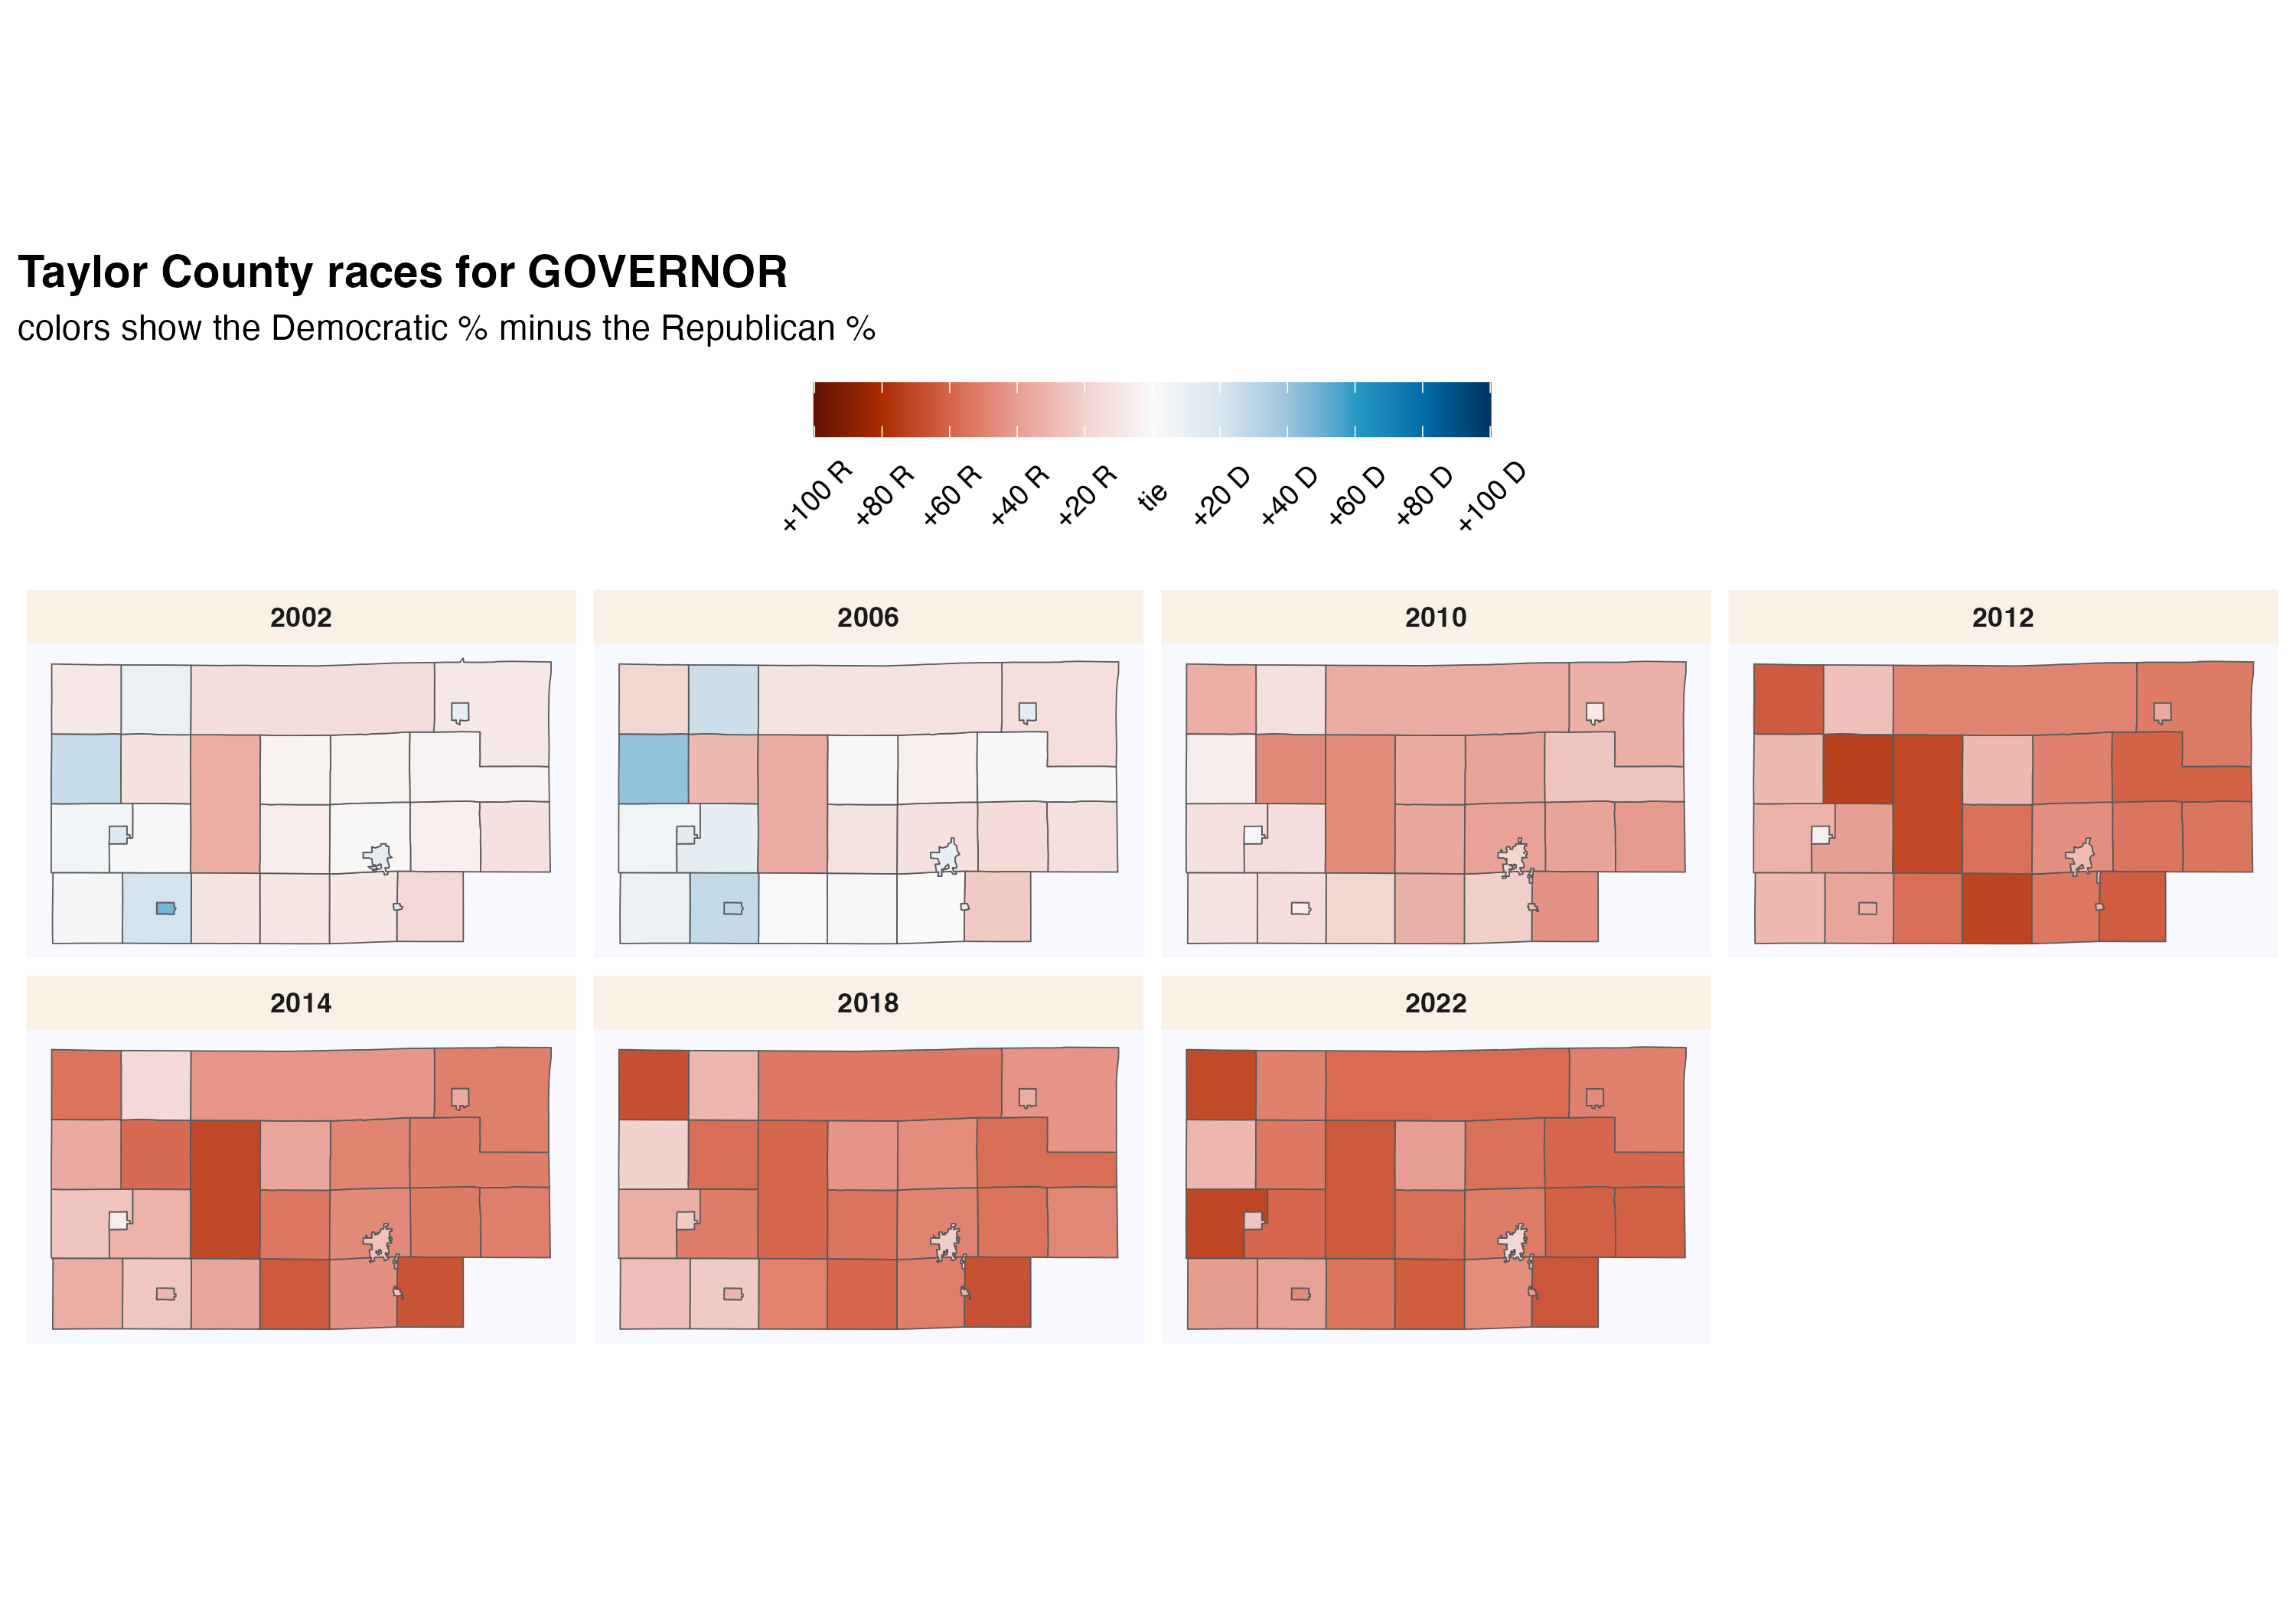 Taylor County races for GOVERNOR
colors show the Democratic % minus the Republican %
+100 R
+80 R
+60 R
+40 R
+20 R
tie
+20 D
+40 D
+60 D
+80 D
+100 D
2002
2006
2010
2012
2014
2018
2022